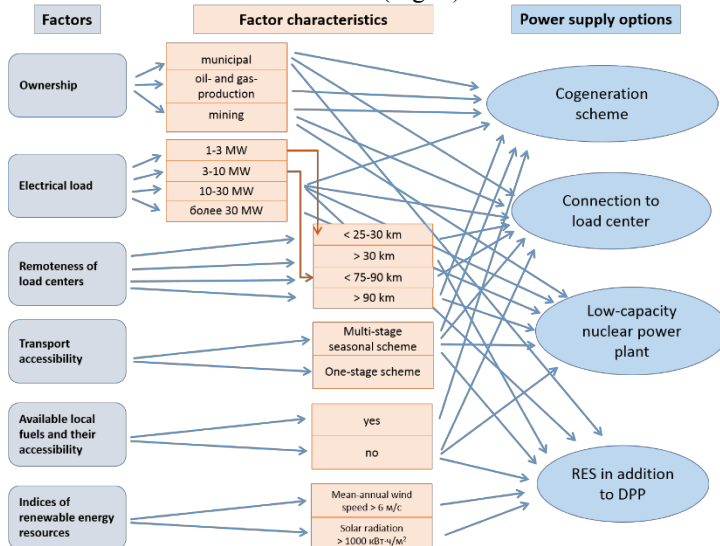 Factors
Factor characteristics
Power supply options
Ownership
municipal
oil- and gas-
production
mining
Cogeneration
scheme
Electrical load
1-3 MW
3-10 MW
10-30 MW
более 30 MW
Connection to
load center
Remoteness of
load centers
< 25-30 km
> 30 km
< 75-90 km
> 90 km
Low-capacity
nuclear power
plant
Transport
accessibility
Multi-stage
seasonal scheme
One-stage scheme
Available local
fuels and their
accessibility
yes
no
RES in addition
to DPP
Indices of
renewable energy
resources
Mean-annual wind
speed > 6 м/с
Solar radiation
> 1000 кВт·ч/м²